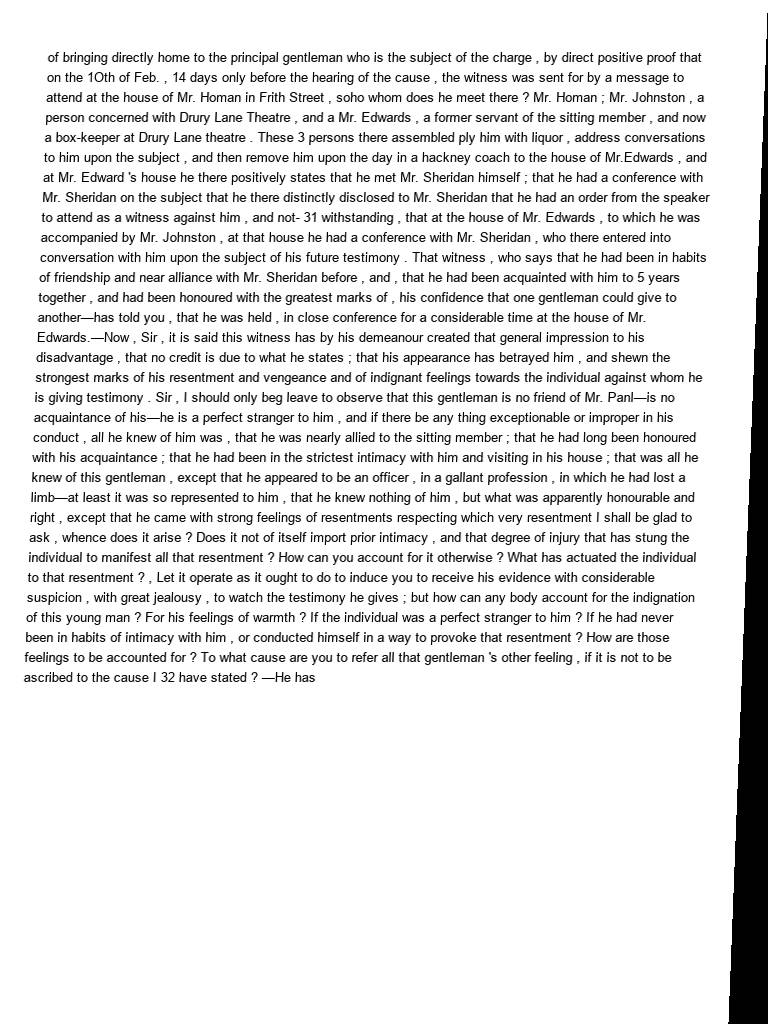 of bringing directly home to the principal gentleman who is the subject of the charge , by direct positive proof that
on the 1Oth of Feb. , 14 days only before the hearing of the cause , the witness was sent for by a message to
attend at the house of Mr. Homan in Frith Street , soho whom does he meet there ? Mr. Homan ; Mr. Johnston , a
person concerned with Drury Lane Theatre , and a Mr. Edwards , a former servant of the sitting member , and now
a box-keeper at Drury Lane theatre . These 3 persons there assembled ply him with liquor , address conversations
to him upon the subject , and then remove him upon the day in a hackney coach to the house of Mr.Edwards , and
at Mr. Edward 's house he there positively states that he met Mr. Sheridan himself ; that he had a conference with
Mr. Sheridan on the subject that he there distinctly disclosed to Mr. Sheridan that he had an order from the speaker
to attend as a witness against him , and not- 31 withstanding , that at the house of Mr. Edwards , to which he was
accompanied by Mr. Johnston , at that house he had a conference with Mr. Sheridan , who there entered into
conversation with him upon the subject of his future testimony . That witness , who says that he had been in habits
of friendship and near alliance with Mr. Sheridan before , and , that he had been acquainted with him to 5 years
together , and had been honoured with the greatest marks of , his confidence that one gentleman could give to
another—has told you , that he was held , in close conference for a considerable time at the house of Mr.
Edwards.—Now , Sir , it is said this witness has by his demeanour created that general impression to his
disadvantage , that no credit is due to what he states ; that his appearance has betrayed him , and shewn the
strongest marks of his resentment and vengeance and of indignant feelings towards the individual against whom he
is giving testimony . Sir , I should only beg leave to observe that this gentleman is no friend of Mr. Panl—is no
acquaintance of his—he is a perfect stranger to him , and if there be any thing exceptionable or improper in his
conduct , all he knew of him was , that he was nearly allied to the sitting member ; that he had long been honoured
with his acquaintance ; that he had been in the strictest intimacy with him and visiting in his house ; that was all he
knew of this gentleman , except that he appeared to be an officer , in a gallant profession , in which he had lost a
limb—at least it was so represented to him , that he knew nothing of him , but what was apparently honourable and
right , except that he came with strong feelings of resentments respecting which very resentment I shall be glad to
ask , whence does it arise ? Does it not of itself import prior intimacy , and that degree of injury that has stung the
individual to manifest all that resentment ? How can you account for it otherwise ? What has actuated the individual
to that resentment ? , Let it operate as it ought to do to induce you to receive his evidence with considerable
suspicion , with great jealousy , to watch the testimony he gives ; but how can any body account for the indignation
of this young man ? For his feelings of warmth ? If the individual was a perfect stranger to him ? If he had never
been in habits of intimacy with him , or conducted himself in a way to provoke that resentment ? How are those
feelings to be accounted for ? To what cause are you to refer all that gentleman 's other feeling , if it is not to be
ascribed to the cause I 32 have stated ? —He has